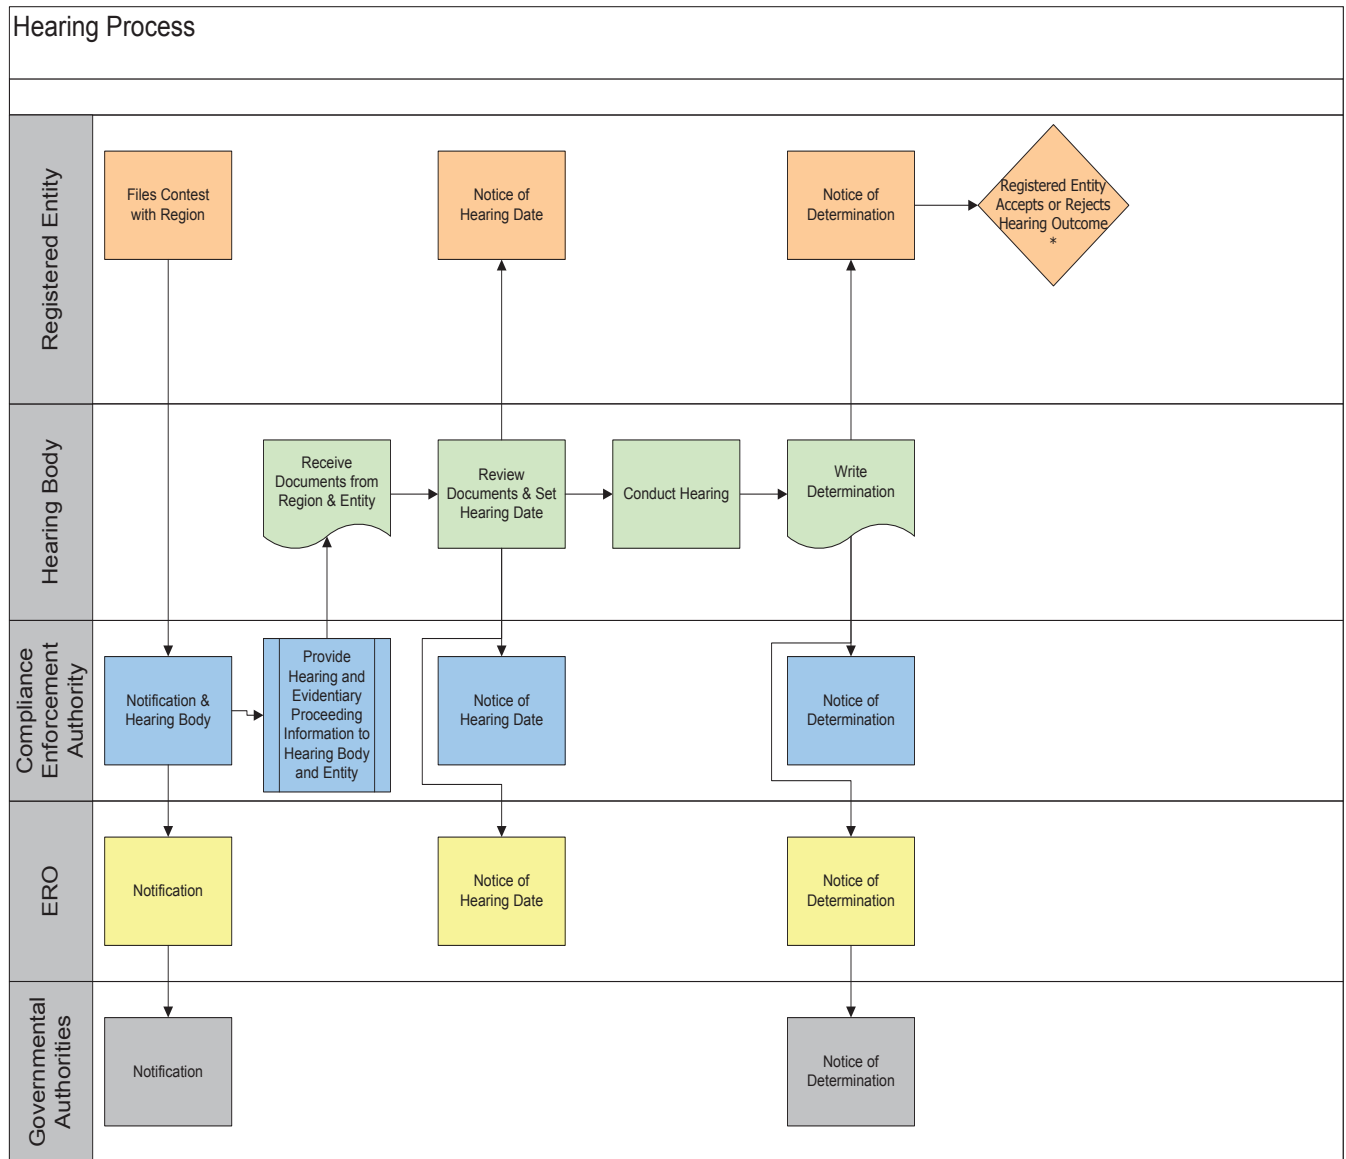 Hearing Process
Registered Entity
Files Contest
with Region
Notice of
Hearing Date
Notice of
Determination
Registered Entity
Accepts or Rejects
Hearing Outcome
*
Hearing Body
Receive
Documents from
Region & Entity
Review
Documents & Set
Hearing Date
Conduct Hearing
Write
Determination
Compliance
Enforcement
Authority
Notification &
Hearing Body
Provide
Hearing and
Evidentiary
Proceeding
Information to
Hearing Body
and Entity
Notice of
Hearing Date
Notice of
Determination
ERO
Notification
Notice of
Hearing Date
Notice of
Determination
Governmental
Authorities
Notification
Notice of
Determination